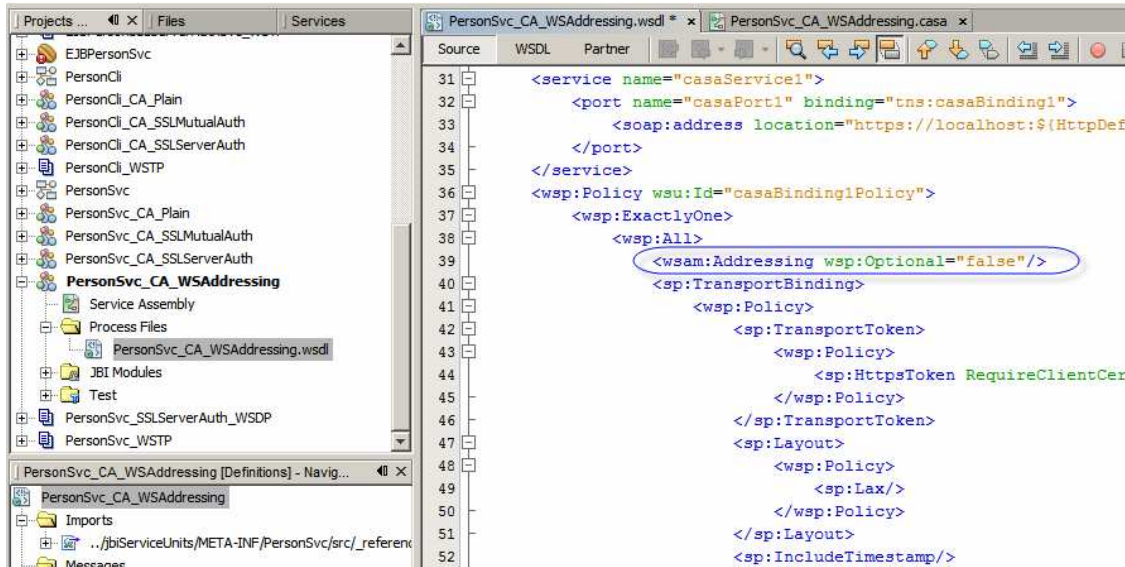 Projects ...
Files
Services
EJBPersonSvc
PersonCli
PersonCli_CA_Plain
PersonCli_CA_SSLMutualAuth
PersonCli_CA_SSLServerAuth
PersonCli_WSTP
PersonSvc
PersonSvc_CA_Plain
PersonSvc_CA_SSLMutualAuth
PersonSvc_CA_SSLServerAuth
PersonSvc_CA_WSAddressing
Service Assembly
Process Files
PersonSvc_CA_WSAddressing.wsdl
JBI Modules
Test
PersonSvc_SSLServerAuth_WSDP
PersonSvc_WSTP
PersonSvc_CA_WSAddressing [Definitions] - Navig...
PersonSvc_CA_WSAddressing
Imports
../jbiServiceUnits/META-INF/PersonSvc/src/_referenc
Messages
PersonSvc_CA_WSAddressing.wsdl * x PersonSvc_CA_WSAddressing.casa x
Source WSDL Partner
31 <service name="casaService1">
32 <port name="casaPort1" binding="tns:casaBinding1">
33 <soap:address location="https://localhost:${HttpDef
34 </port>
35 </service>
36 <wsp:Policy wsu:Id="casaBinding1Policy">
37 <wsp:ExactlyOne>
38 <wsp:All>
39 <wsam:Addressing wsp:Optional="false"/>
40 <sp:TransportBinding>
41 <wsp:Policy>
42 <sp:TransportToken>
43 <wsp:Policy>
44 <sp:HttpsToken RequireClientCer
45 </wsp:Policy>
46 </sp:TransportToken>
47 <sp:Layout>
48 <wsp:Policy>
49 <sp:Lax/>
50 </wsp:Policy>
51 </sp:Layout>
52 <sp:IncludeTimestamp/>